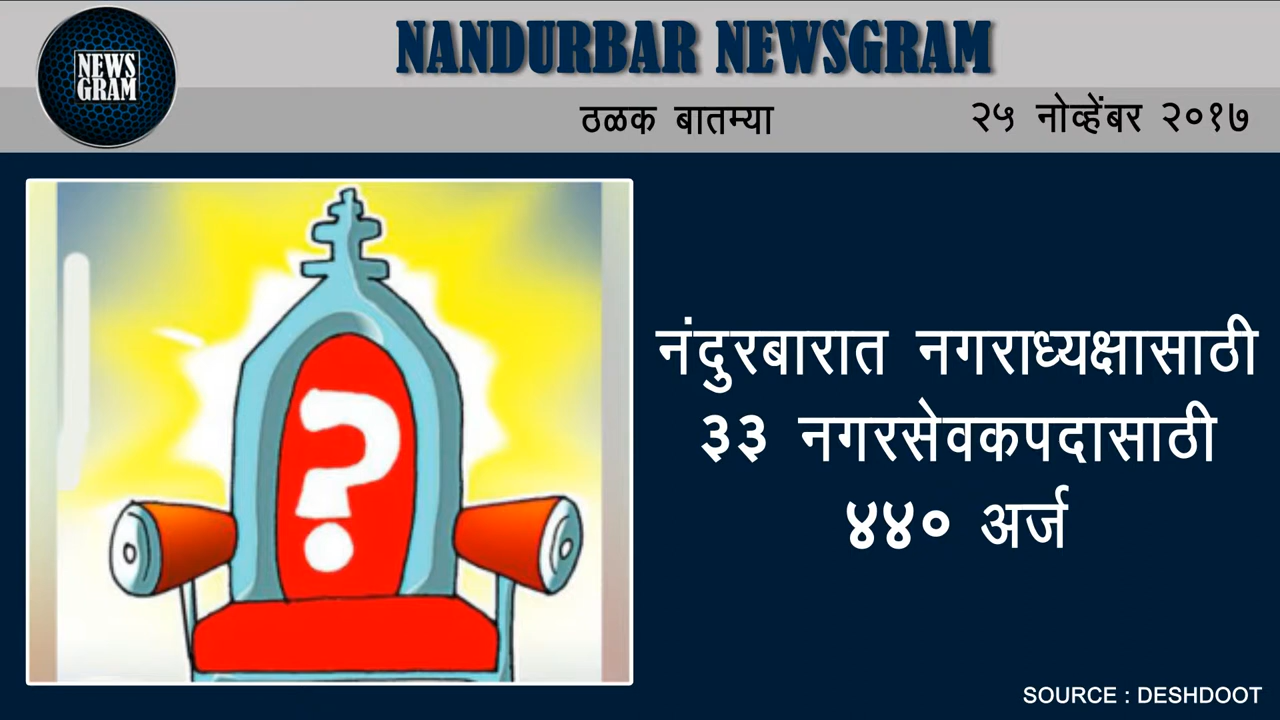 NEWS
GRAM
NANDURBAR NEWSGRAM
ठळक बातम्या
२५ नोव्हेंबर २०१७
?
नंदुरबारात नगराध्यक्षासाठी
३३ नगरसेवकपदासाठी
४४० अर्ज
SOURCE : DESHDOOT